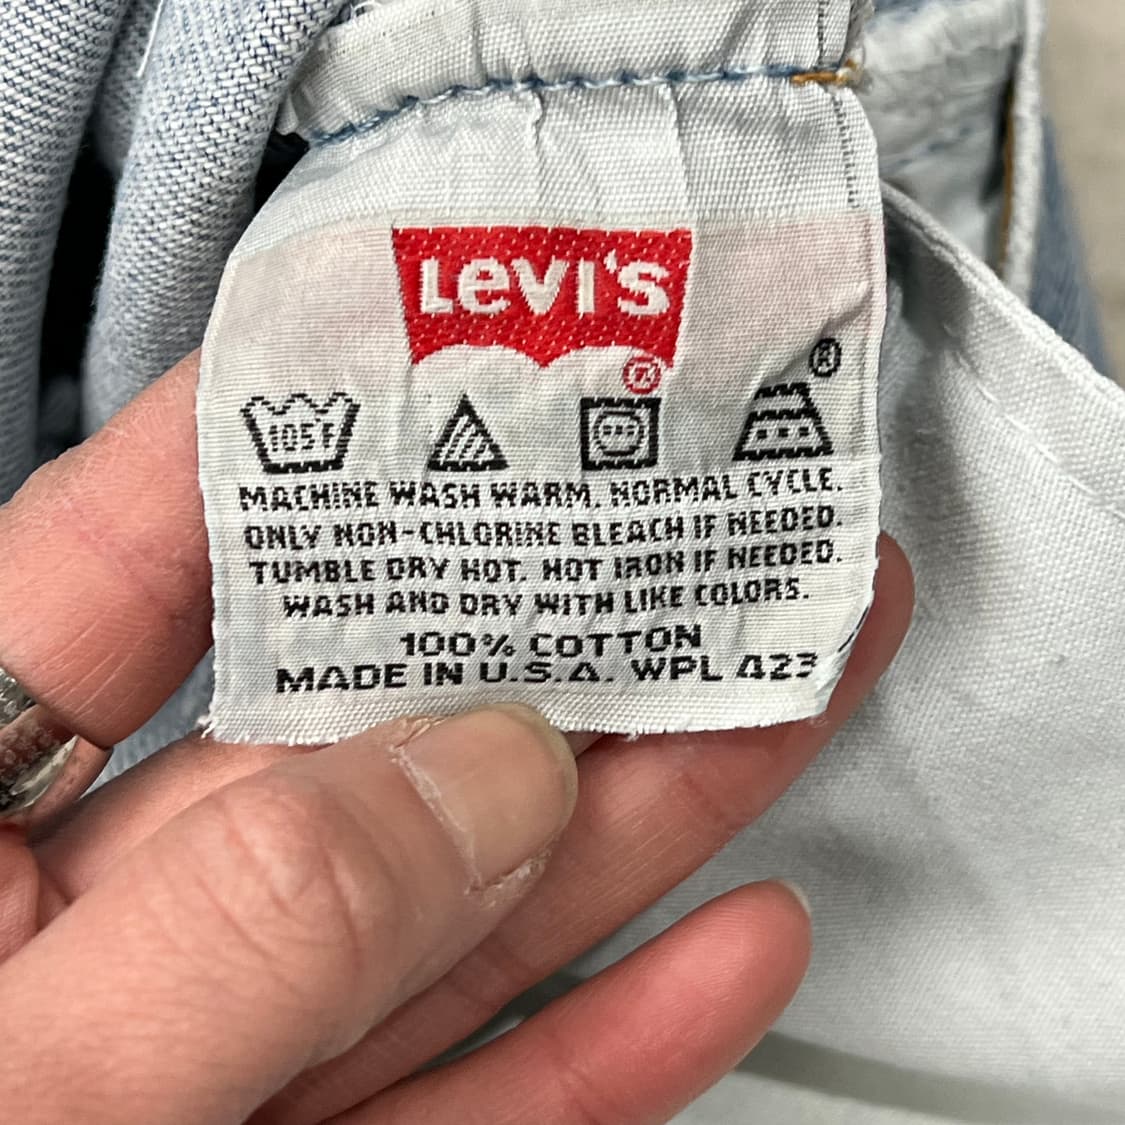 Levi's
®
®
105°F
MACHINE WASH WARM. NORMAL CYCLE.
ONLY NON-CHLORINE BLEACH IF NEEDED.
TUMBLE DRY HOT. HOT IRON IF NEEDED.
WASH AND DRY WITH LIKE COLORS.
100% COTTON
MADE IN U.S.A. WPL 423